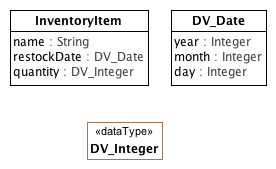 InventoryItem
name : String
restockDate : DV_Date
quantity : DV_Integer
DV_Date
year : Integer
month : Integer
day : Integer
«dataType»
DV_Integer